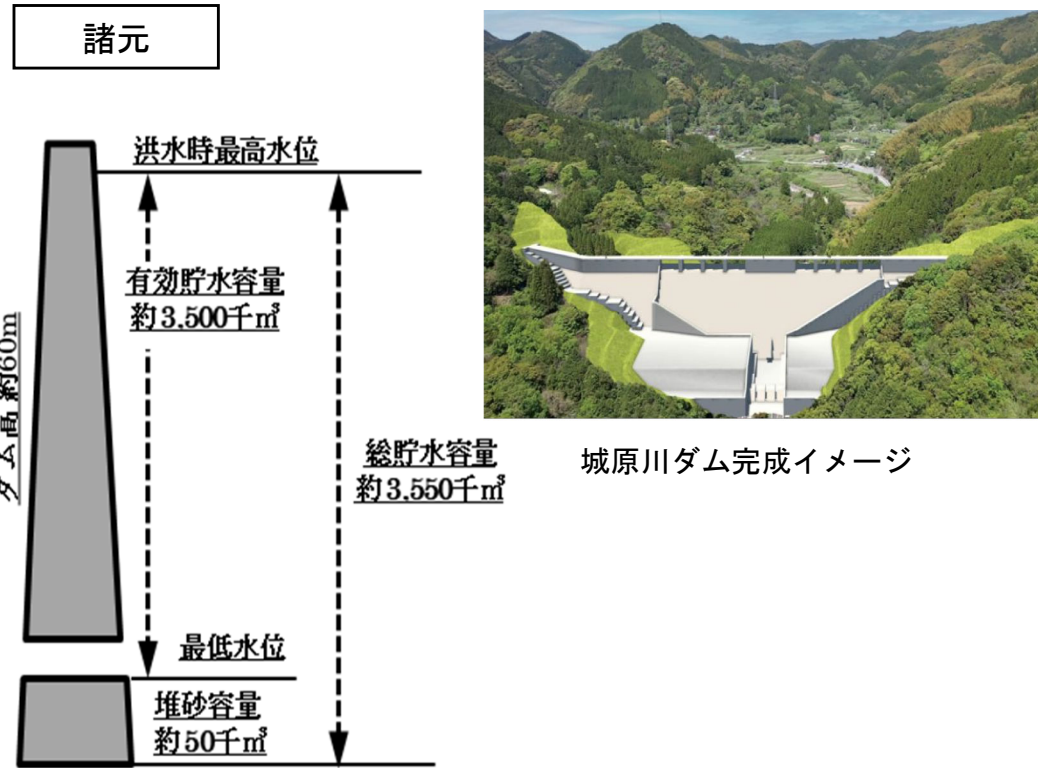 諸元
洪水時最高水位
有効貯水容量
約3,500千㎥
ダム高 約60m
総貯水容量
約3,550千㎥
最低水位
堆砂容量
約50千㎥
城原川ダム完成イメージ